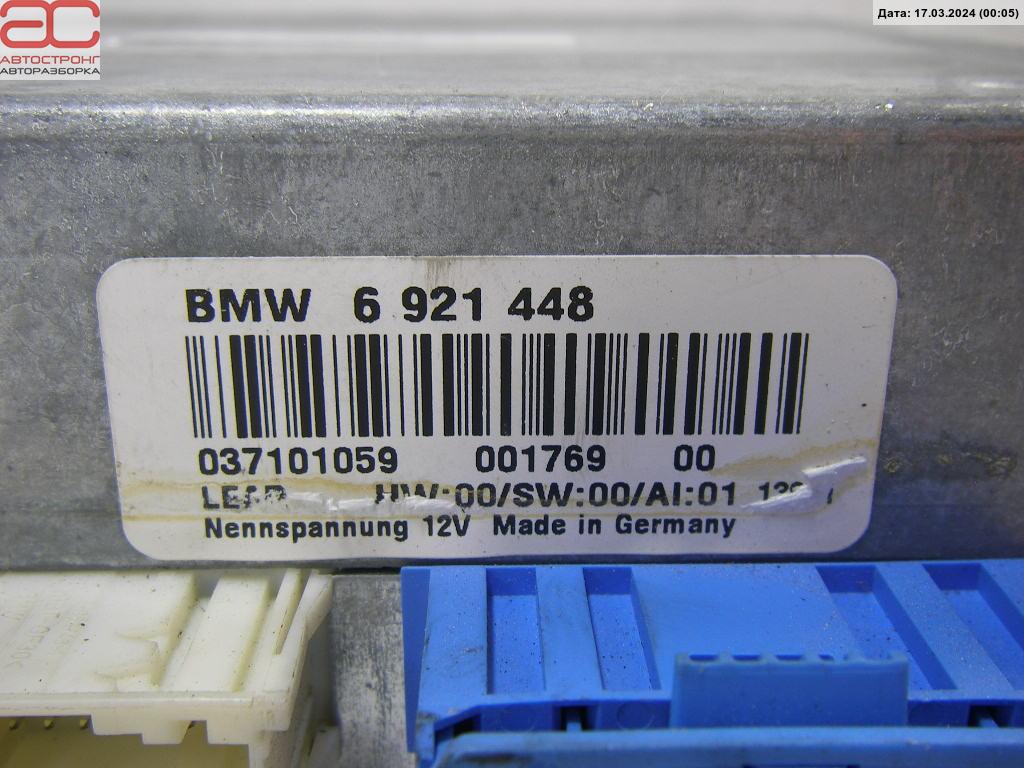 Дата: 17.03.2024 (00:05)
АС
АВТОСТРОНГ
АВТОРАЗБОРКА
BMW 6 921 448
037101059 001769 00
LEAR HW:00/SW:00/AI:01
Nennspannung 12V Made in Germany